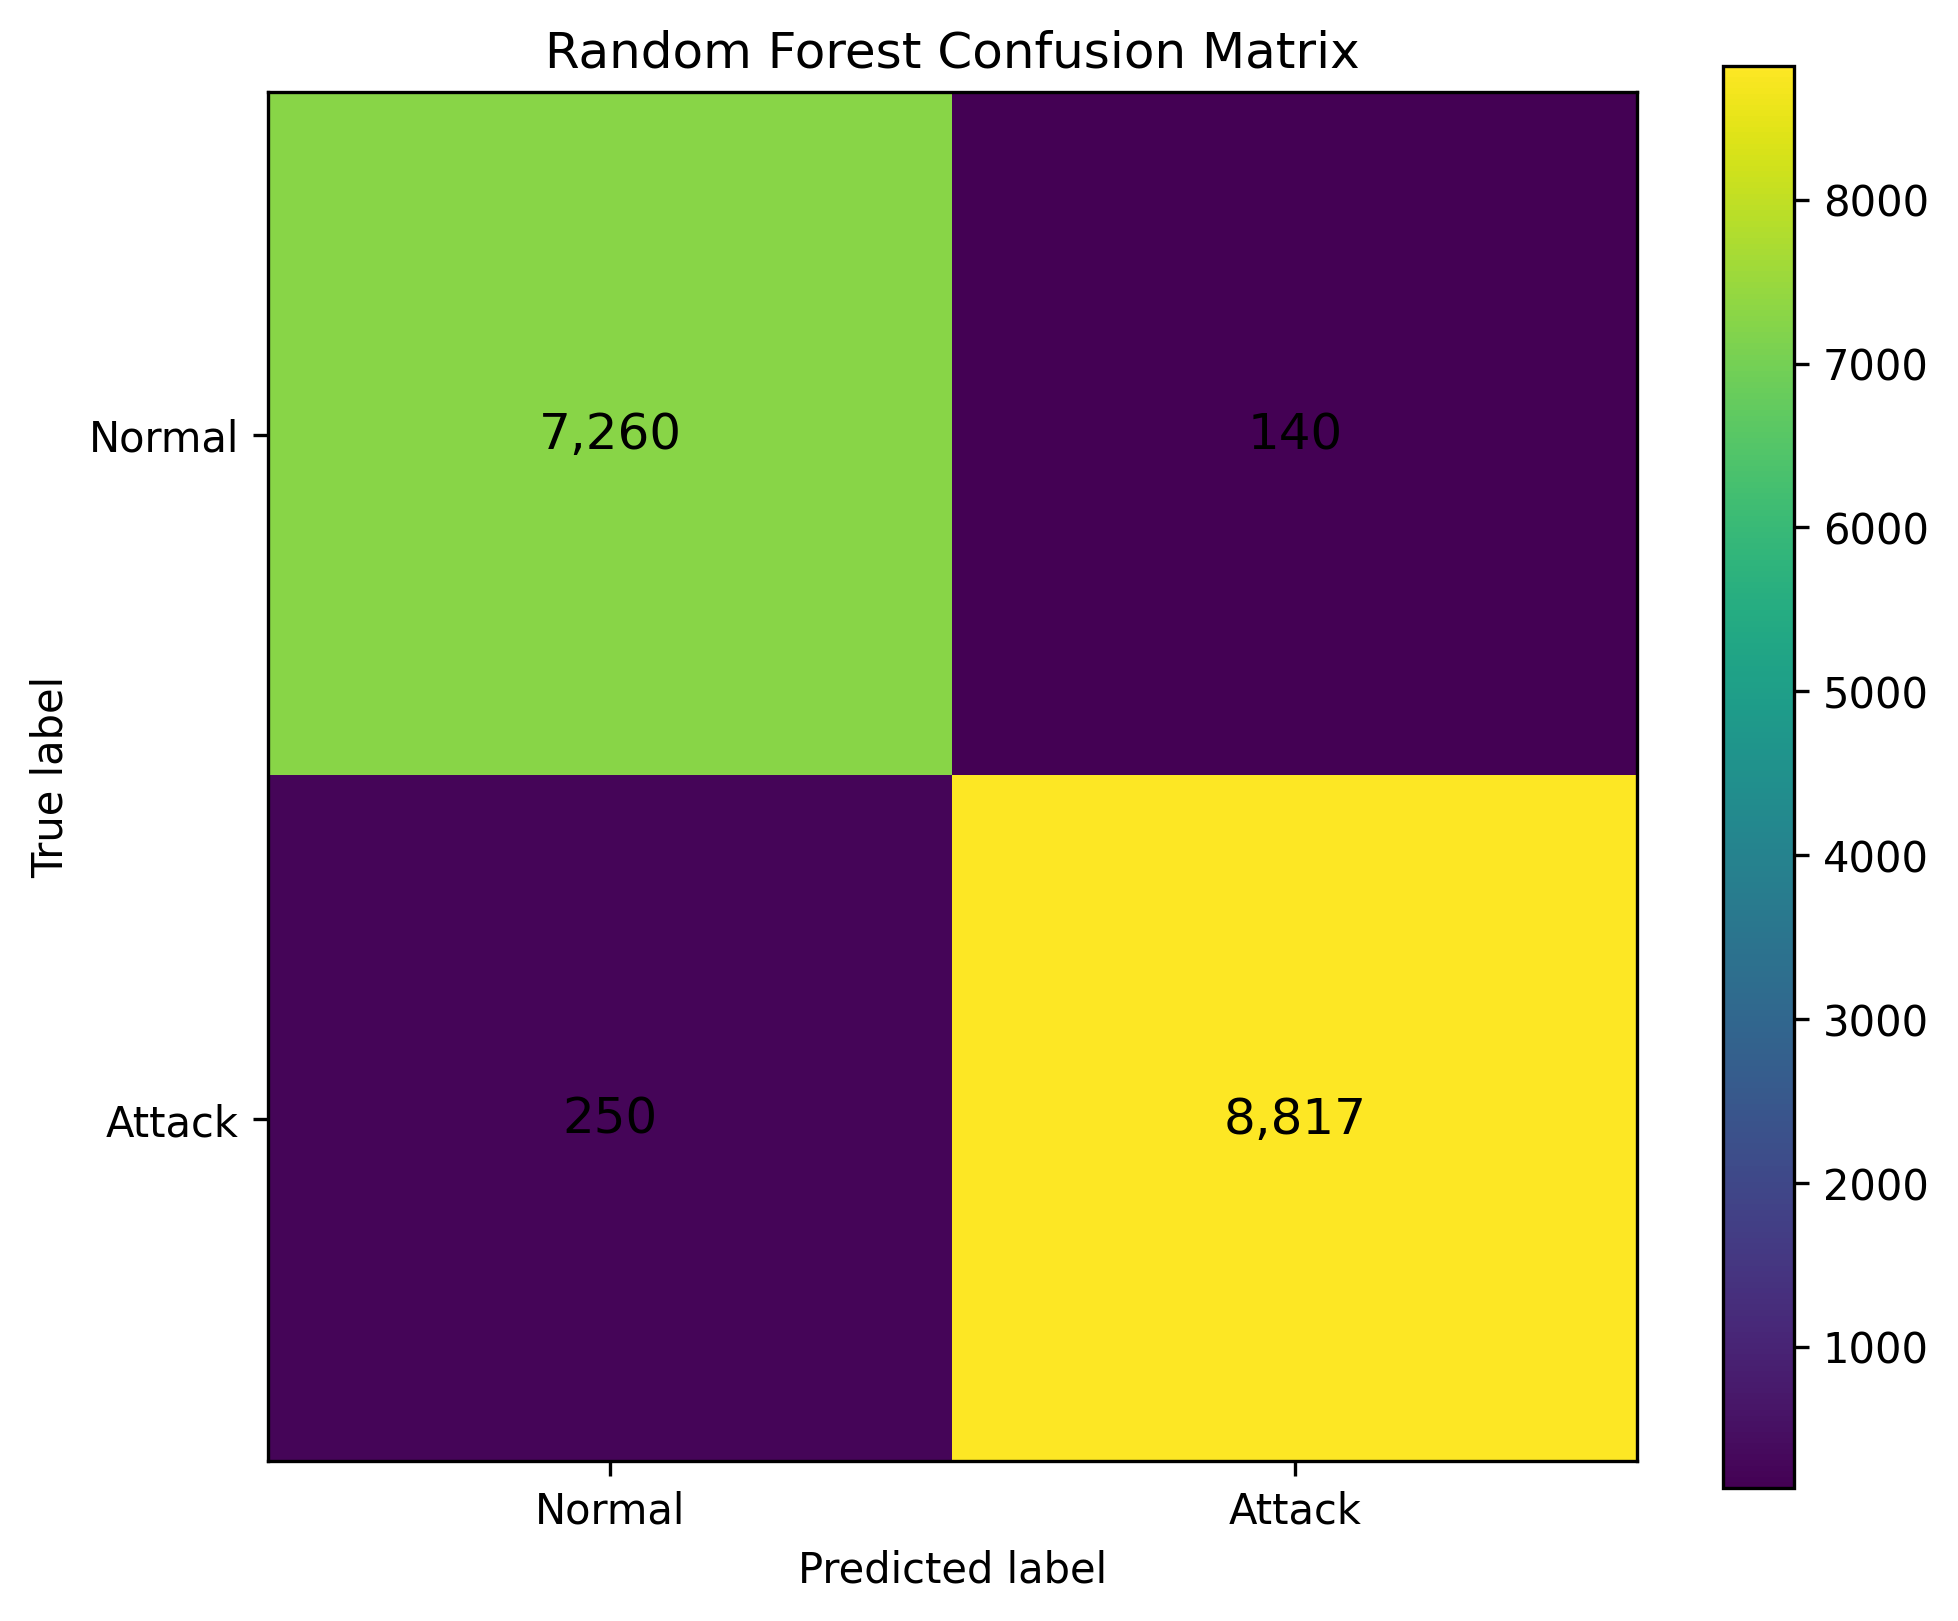 Random Forest Confusion Matrix
True label
Normal
Attack
7,260
140
250
8,817
Normal
Attack
Predicted label
8000
7000
6000
5000
4000
3000
2000
1000